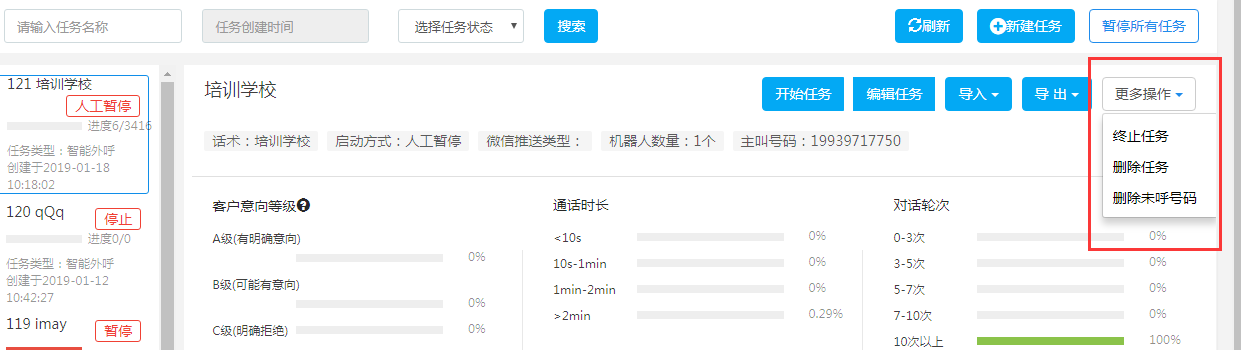 请输入任务名称 任务创建时间 选择任务状态 搜索 刷新 新建任务 暂停所有任务
121 培训学校
人工暂停
进度6/3416
任务类型：智能外呼
创建于2019-01-18
10:18:02
120 qQq
停止
进度0/0
任务类型：智能外呼
创建于2019-01-12
10:42:27
119 imay
暂停
培训学校 开始任务 编辑任务 导入 导 出 更多操作
终止任务
删除任务
删除未呼号码
话术：培训学校 启动方式：人工暂停 微信推送类型： 机器人数量：1个 主叫号码：19939717750
客户意向等级
A级(有明确意向)
0%
B级(可能有意向)
0%
C级(明确拒绝)
0%
通话时长
<10s 0%
10s-1min 0%
1min-2min 0%
>2min 0.29%
对话轮次
0-3次 0%
3-5次 0%
5-7次 0%
7-10次 0%
10次以上 100%